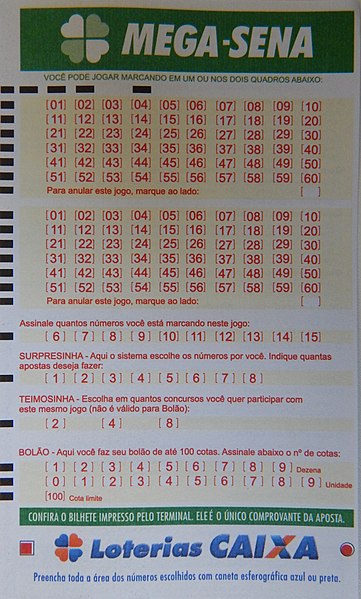 MEGA-SENA
VOCÊ PODE JOGAR MARCANDO EM UM OU NOS DOIS QUADROS ABAIXO:
[01] [02] [03] [04] [05] [06] [07] [08] [09] [10]
[11] [12] [13] [14] [15] [16] [17] [18] [19] [20]
[21] [22] [23] [24] [25] [26] [27] [28] [29] [30]
[31] [32] [33] [34] [35] [36] [37] [38] [39] [40]
[41] [42] [43] [44] [45] [46] [47] [48] [49] [50]
[51] [52] [53] [54] [55] [56] [57] [58] [59] [60]
Para anular este jogo, marque ao lado: [ ]
[01] [02] [03] [04] [05] [06] [07] [08] [09] [10]
[11] [12] [13] [14] [15] [16] [17] [18] [19] [20]
[21] [22] [23] [24] [25] [26] [27] [28] [29] [30]
[31] [32] [33] [34] [35] [36] [37] [38] [39] [40]
[41] [42] [43] [44] [45] [46] [47] [48] [49] [50]
[51] [52] [53] [54] [55] [56] [57] [58] [59] [60]
Para anular este jogo, marque ao lado: [ ]
Assinale quantos números você está marcando neste jogo:
[6] [7] [8] [9] [10] [11] [12] [13] [14] [15]
SURPRESINHA - Aqui o sistema escolhe os números por você. Indique quantas
apostas deseja fazer:
[1] [2] [3] [4] [5] [6] [7] [8]
TEIMOSINHA - Escolha em quantos concursos você quer participar com
este mesmo jogo (não é válido para Bolão):
[2] [4] [8]
BOLÃO - Aqui você faz seu bolão de até 100 cotas. Assinale abaixo o nº de cotas:
[1] [2] [3] [4] [5] [6] [7] [8] [9] Dezena
[0] [1] [2] [3] [4] [5] [6] [7] [8] [9] Unidade
[100] Cota limite
CONFIRA O BILHETE IMPRESSO PELO TERMINAL. ELE É O ÚNICO COMPROVANTE DA APOSTA.
Loterias CAIXA
Preencha toda a área dos números escolhidos com caneta esferográfica azul ou preta.